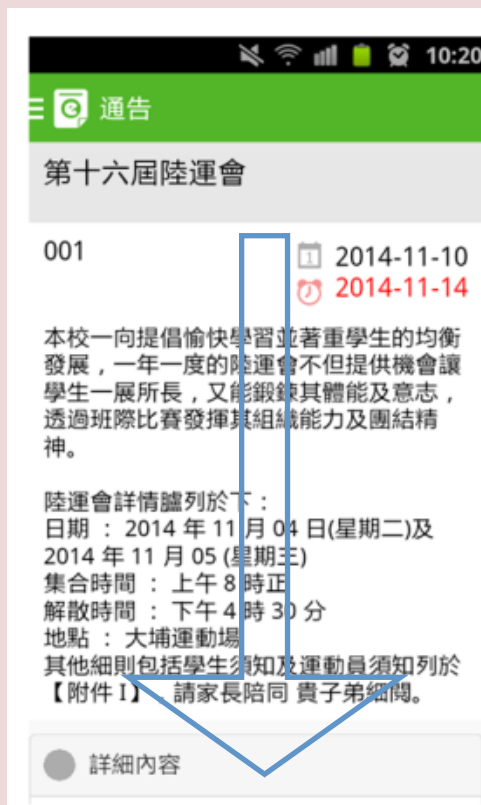 10:20
通告
第十六屆陸運會
001
2014-11-10
2014-11-14
本校一向提倡愉快學習並著重學生的均衡
發展，一年一度的陸運會不但提供機會讓
學生一展所長，又能鍛鍊其體能及意志，
透過班際比賽發揮其組織能力及團結精
神。
陸運會詳情臚列於下：
日期 ： 2014 年 11 月 04 日(星期二)及
2014 年 11 月 05 (星期三)
集合時間 ： 上午 8 時正
解散時間 ： 下午 4 時 30 分
地點 ： 大埔運動場
其他細則包括學生須知及運動員須知列於
【附件 I】，請家長陪同 貴子弟細閱。
詳細內容